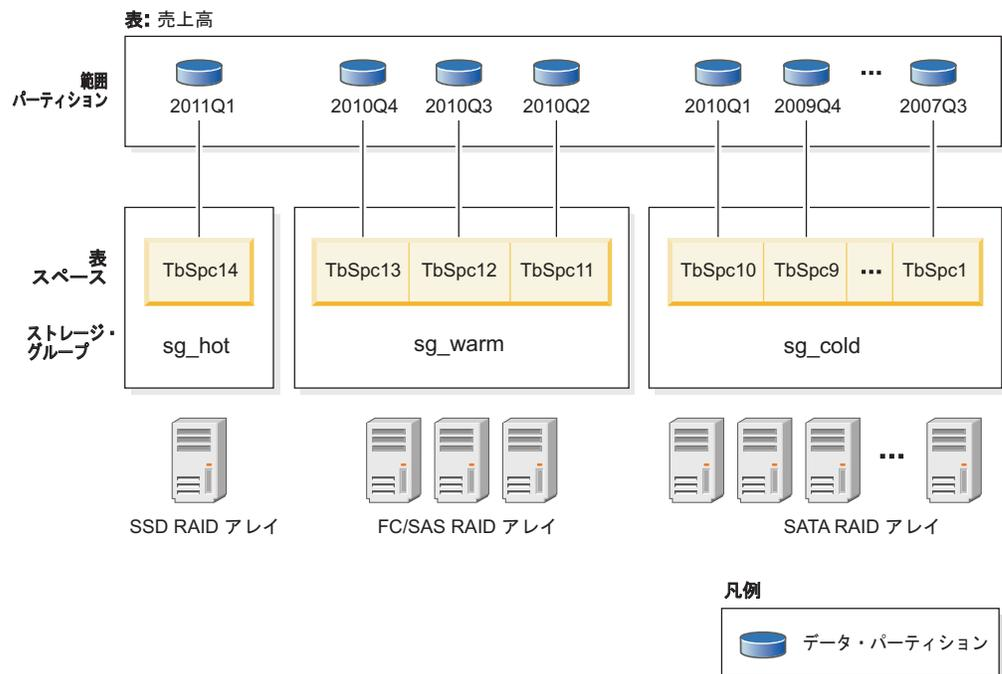 表: 売上高
範囲
パーティション
2011Q1 2010Q4 2010Q3 2010Q2 2010Q1 2009Q4 ... 2007Q3
表
スペース
TbSpc14 TbSpc13 TbSpc12 TbSpc11 TbSpc10 TbSpc9 ... TbSpc1
ストレージ・
グループ
sg_hot sg_warm sg_cold
...
SSD RAID アレイ FC/SAS RAID アレイ SATA RAID アレイ
凡例
データ・パーティション